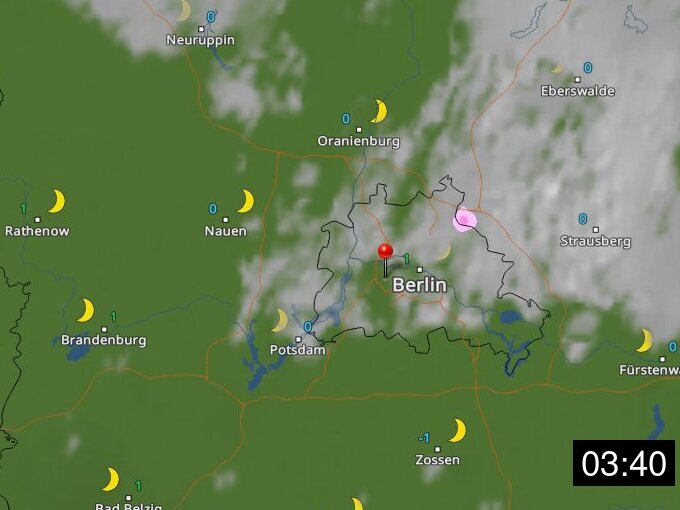 0
Neuruppin
0
Eberswalde
0
Oranienburg
1
Rathenow
0
Nauen
0
Strausberg
1
Berlin
1
Brandenburg
0
Potsdam
0
Fürstenwa
-1
Zossen
03:40
1
Bad Belzig